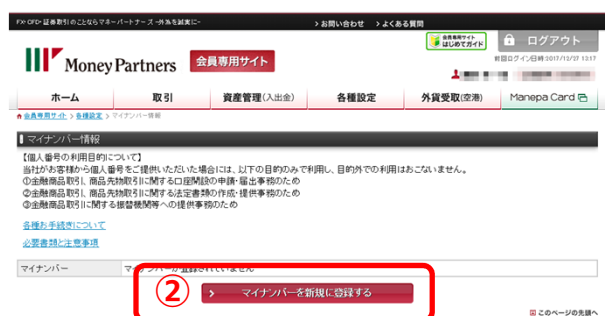 FX・CFD・証券取引のことならマネーパートナーズ -外為を誠実に-
› お問い合わせ › よくある質問
会員専用サイト
はじめてガイド
ログアウト
Money Partners 会員専用サイト
前回ログイン日時:2017/12/27 12:17
ホーム 取引 資産管理(入出金) 各種設定 外貨受取(空港) Manepa Card
会員専用サイト > 各種設定 > マイナンバー情報
マイナンバー情報
【個人番号の利用目的について】
当社がお客様から個人番号をご提供いただいた場合には、以下の目的のみで利用し、目的外での利用はおこないません。
①金融商品取引、商品先物取引に関する口座開設の申請・届出事務のため
②金融商品取引、商品先物取引に関する法定書類の作成・提供事務のため
③金融商品取引に関する振替機関等への提供事務のため
各種お手続きについて
必要書類と注意事項
マイナンバー マイナンバーが登録されていません
② › マイナンバーを新規に登録する
このページの先頭へ